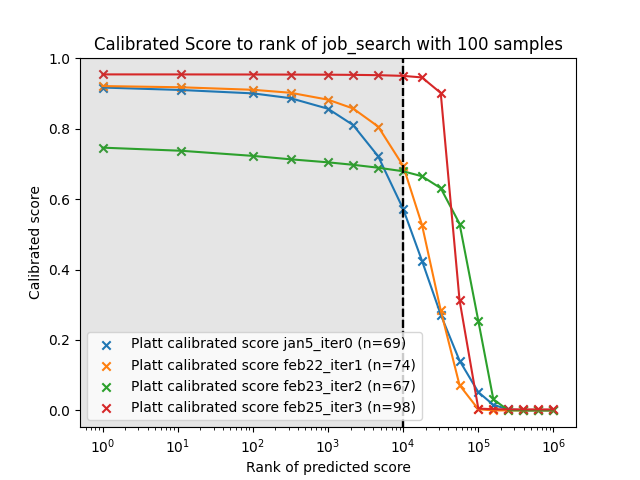 Calibrated Score to rank of job_search with 100 samples
Calibrated score
1.0
0.8
0.6
0.4
0.2
0.0
Platt calibrated score jan5_iter0 (n=69)
Platt calibrated score feb22_iter1 (n=74)
Platt calibrated score feb23_iter2 (n=67)
Platt calibrated score feb25_iter3 (n=98)
10⁰ 10¹ 10² 10³ 10⁴ 10⁵ 10⁶
Rank of predicted score